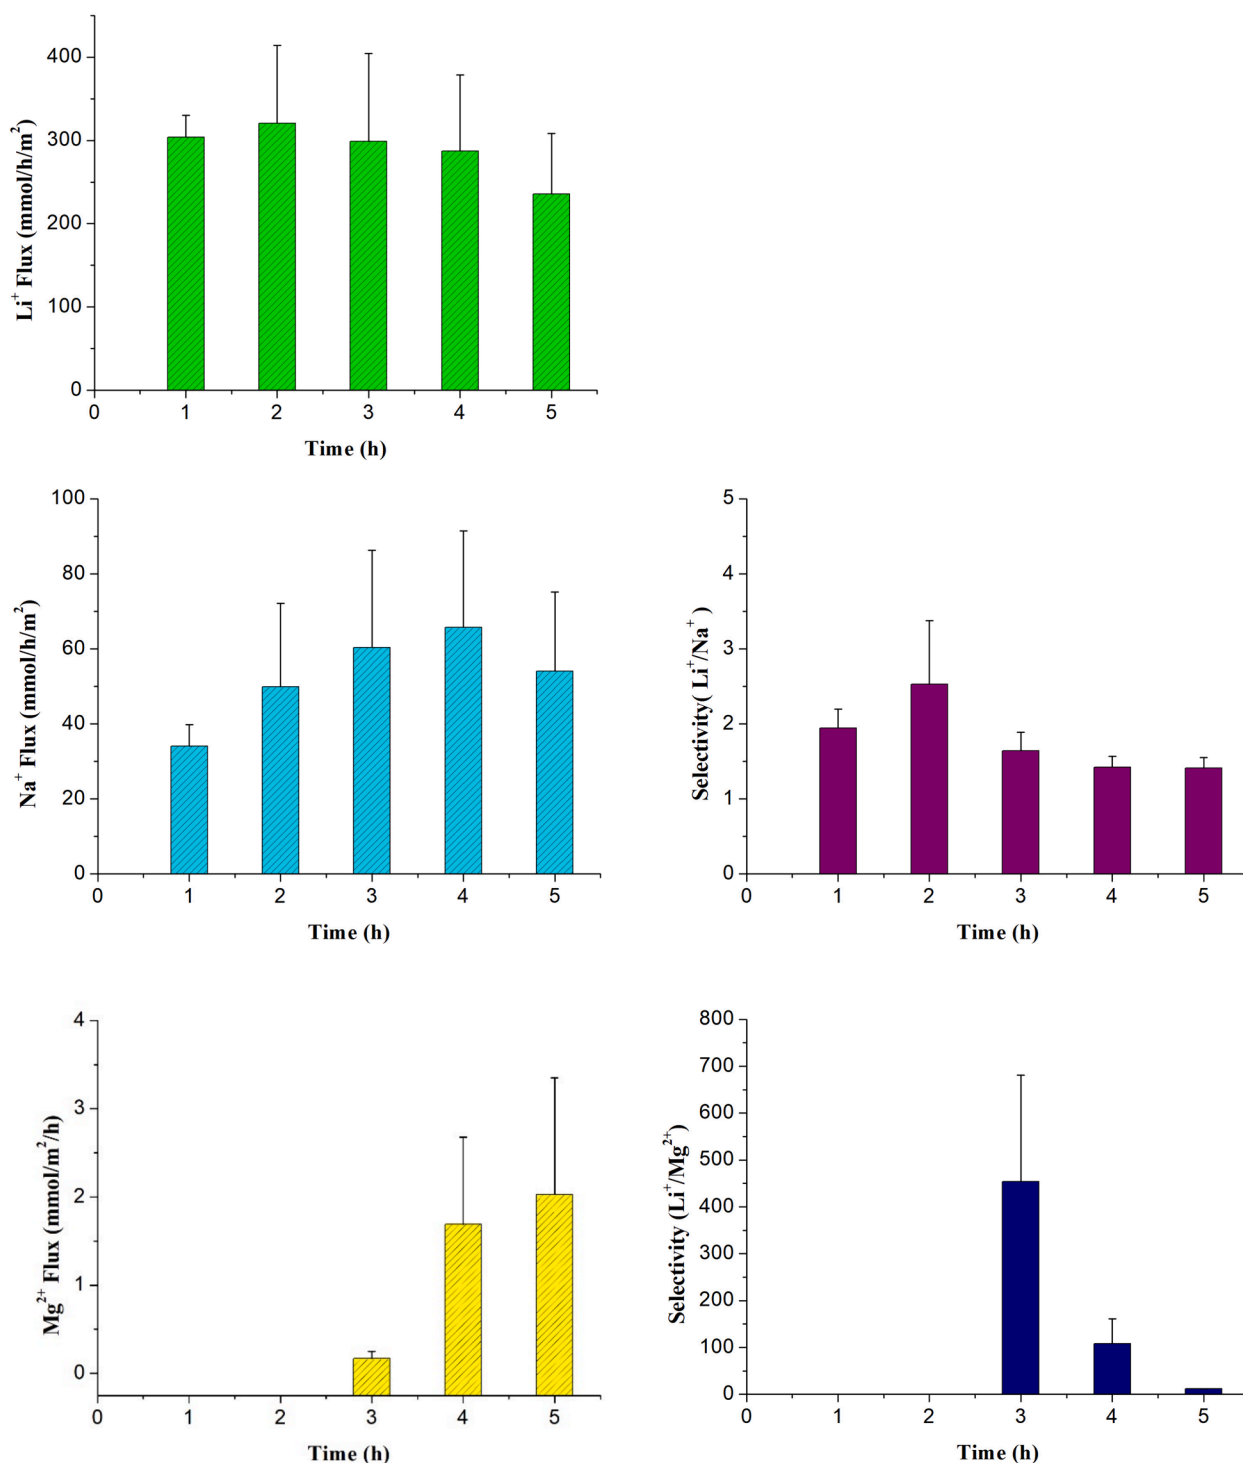 400
300
200
100
0
Li⁺ Flux (mmol/h/m²)
0 1 2 3 4 5
Time (h)
100
80
60
40
20
0
Na⁺ Flux (mmol/h/m²)
0 1 2 3 4 5
Time (h)
5
4
3
2
1
0
Selectivity( Li⁺/Na⁺ )
0 1 2 3 4 5
Time (h)
4
3
2
1
0
Mg²⁺ Flux (mmol/m²/h)
0 1 2 3 4 5
Time (h)
800
700
600
500
400
300
200
100
0
Selectivity (Li⁺/Mg²⁺)
0 1 2 3 4 5
Time (h)